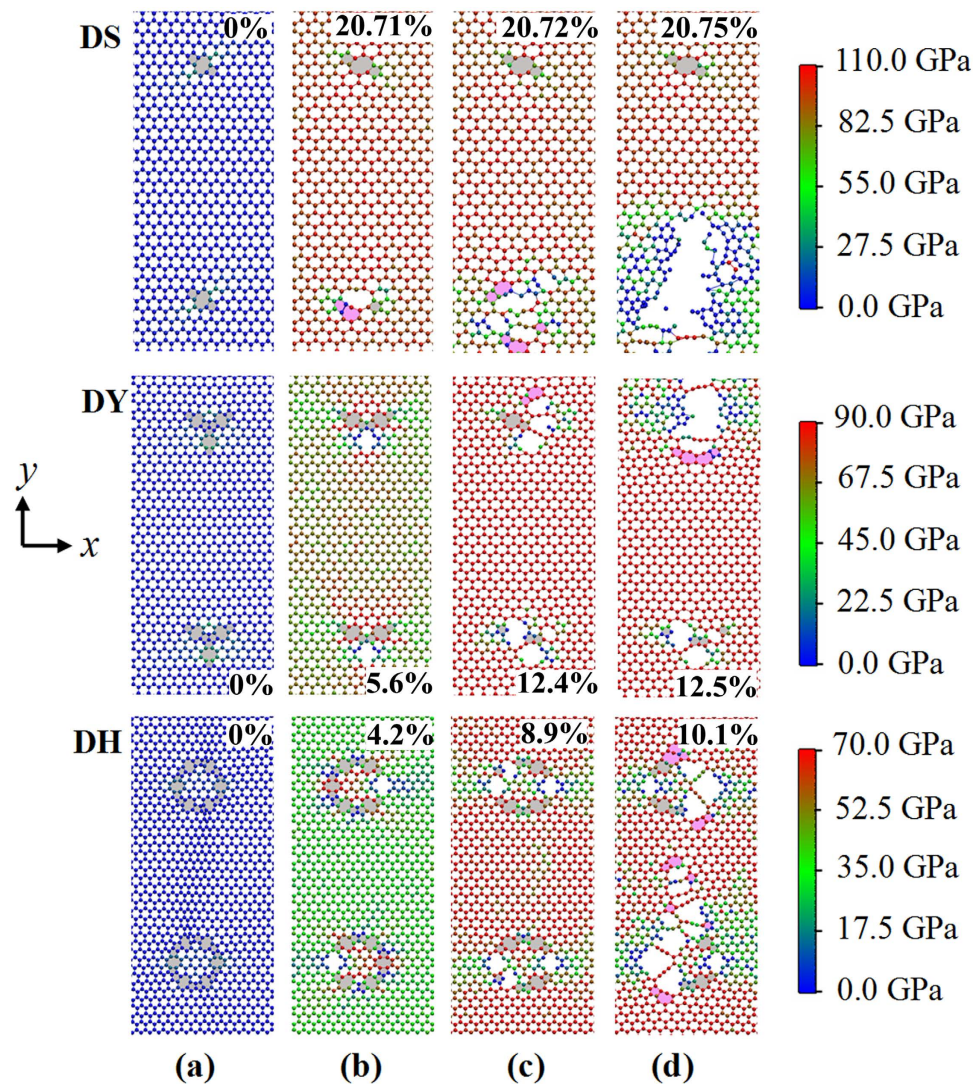 DS
0%
20.71%
20.72%
20.75%
110.0 GPa
82.5 GPa
55.0 GPa
27.5 GPa
0.0 GPa
DY
0%
5.6%
12.4%
12.5%
90.0 GPa
67.5 GPa
45.0 GPa
22.5 GPa
0.0 GPa
y
x
DH
0%
4.2%
8.9%
10.1%
70.0 GPa
52.5 GPa
35.0 GPa
17.5 GPa
0.0 GPa
(a)
(b)
(c)
(d)